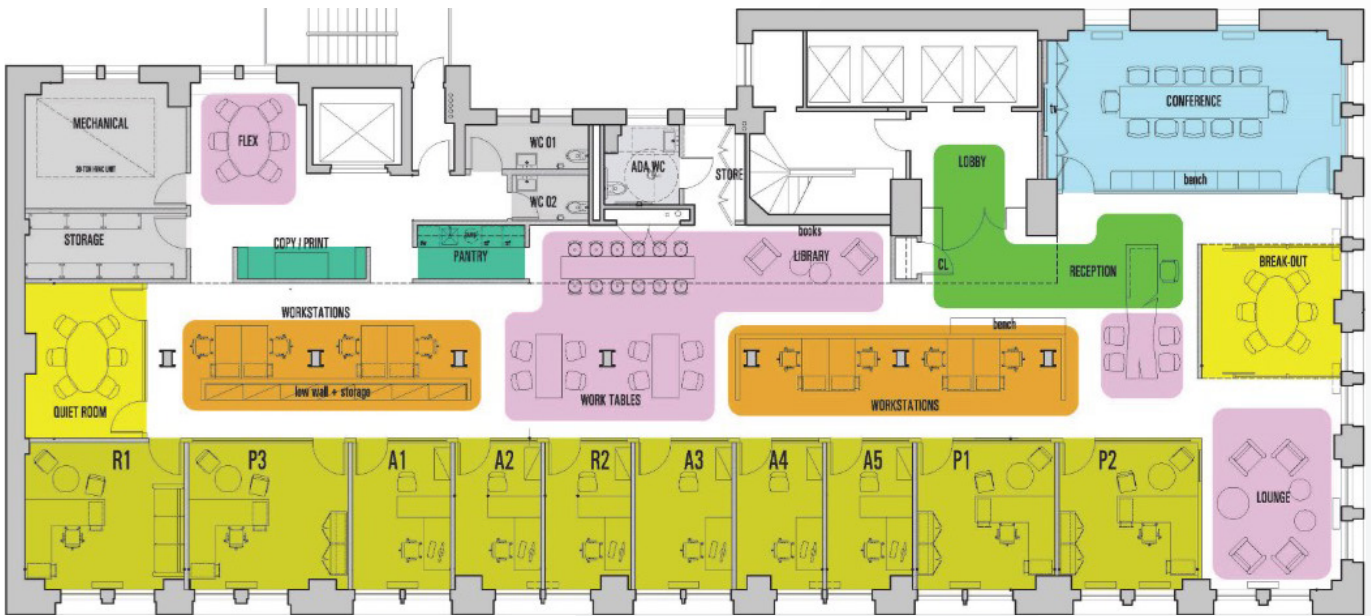 MECHANICAL
FLEX
WC 01
WC 02
ADA WC
STORE
LOBBY
CONFERENCE
tv
bench
STORAGE
COPY / PRINT
PANTRY
books
LIBRARY
CL
RECEPTION
BREAK-OUT
WORKSTATIONS
bench
low wall + storage
WORK TABLES
WORKSTATIONS
QUIET ROOM
R1
P3
A1
A2
R2
A3
A4
A5
P1
P2
LOUNGE